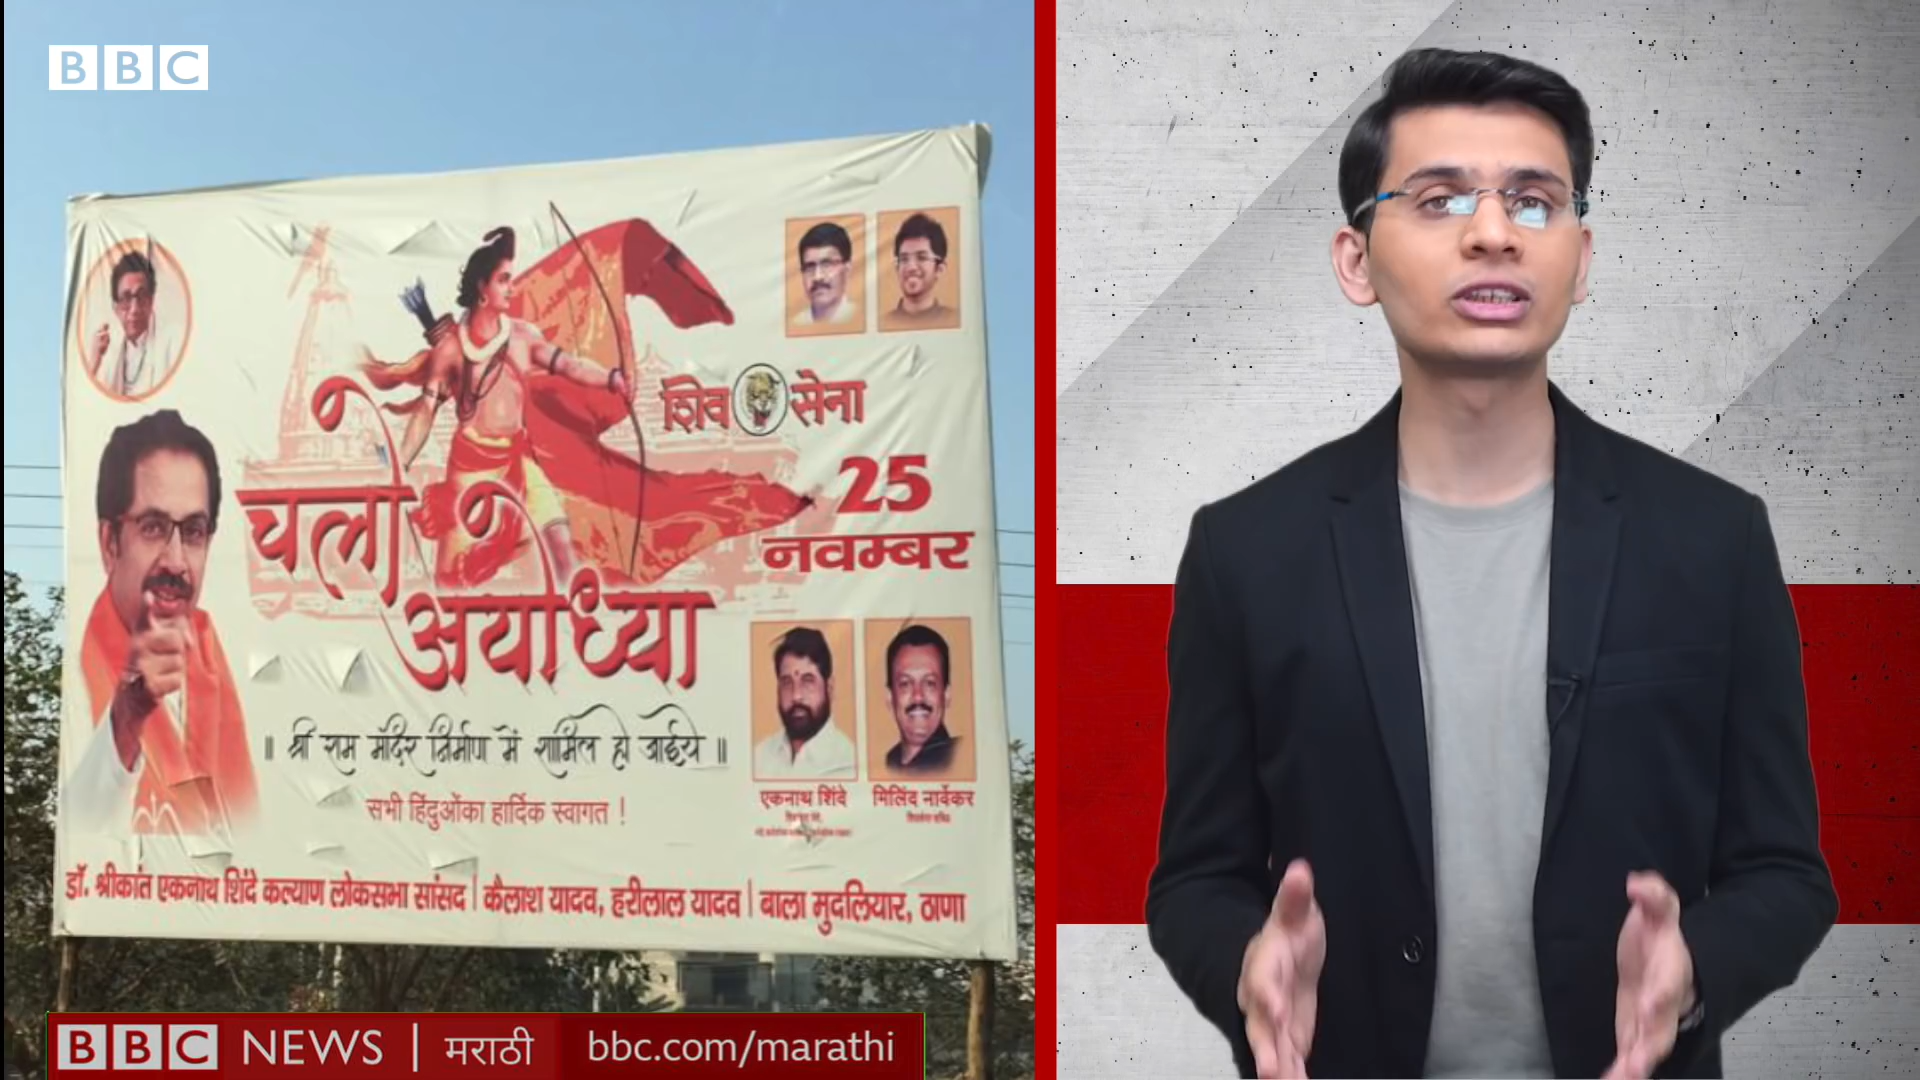 BBC
शिव सेना
25
नवम्बर
चलो
अयोध्या
॥ श्री राम मंदिर निर्माण में शामिल हो जाईये ॥
सभी हिंदुओंका हार्दिक स्वागत !
एकनाथ शिंदे
मिलिंद नार्वेकर
डॉ. श्रीकांत एकनाथ शिंदे कल्याण लोकसभा सांसद | कैलाश यादव, हरीलाल यादव | बाला मुदलियार, ठाणा
BBC NEWS | मराठी bbc.com/marathi